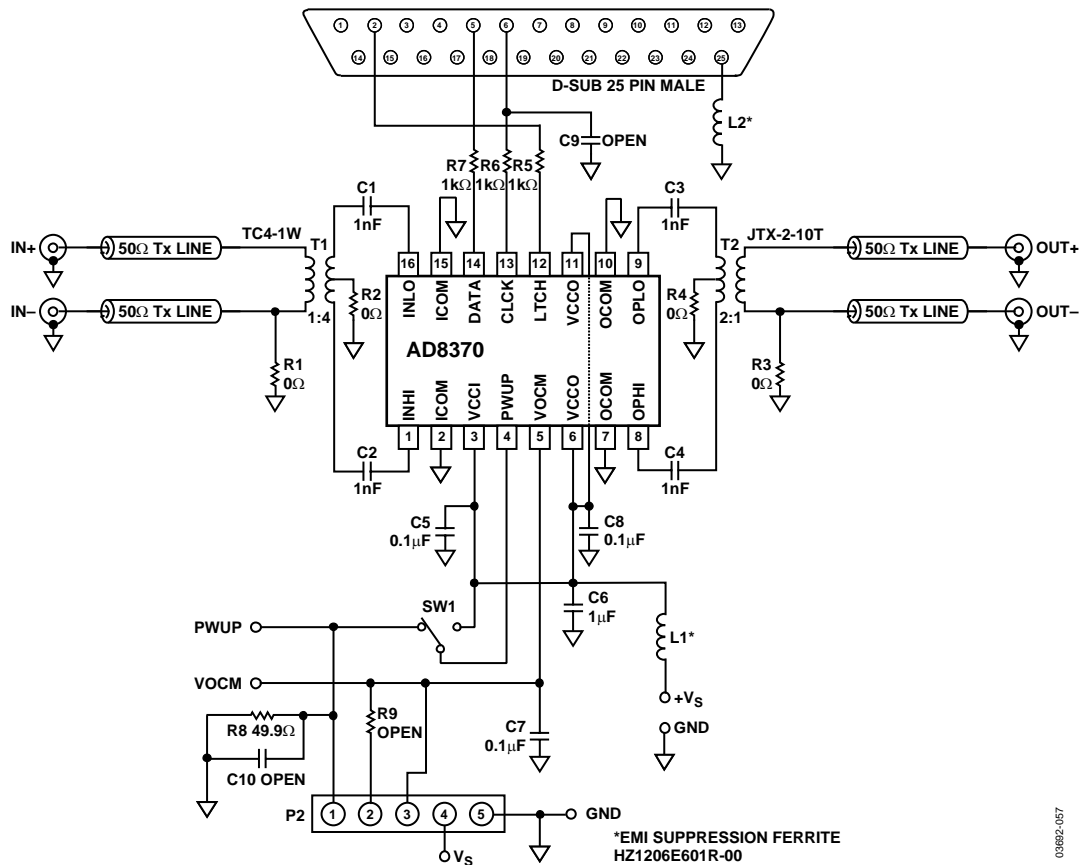 1 2 3 4 5 6 7 8 9 10 11 12 13
14 15 16 17 18 19 20 21 22 23 24 25
D-SUB 25 PIN MALE
L2*
C9 OPEN
R7 R6 R5
1kΩ 1kΩ 1kΩ
C1
1nF
C3
1nF
IN+
50Ω Tx LINE
TC4-1W
T1
T2
JTX-2-10T
50Ω Tx LINE
OUT+
16 15 14 13 12 11 10 9
INLO ICOM DATA CLCK LTCH VCCO OCOM OPLO
IN–
50Ω Tx LINE
1:4
R2
0Ω
R4
0Ω
2:1
50Ω Tx LINE
OUT–
AD8370
R1
0Ω
R3
0Ω
INHI ICOM VCCI PWUP VOCM VCCO OCOM OPHI
1 2 3 4 5 6 7 8
C2
1nF
C4
1nF
C5
0.1µF
C8
0.1µF
SW1
C6
1µF
PWUP
L1*
VOCM
+VS
R9
OPEN
R8 49.9Ω
C7
0.1µF
GND
C10 OPEN
P2
1 2 3 4 5
GND
VS
*EMI SUPPRESSION FERRITE
HZ1206E601R-00
03692-057